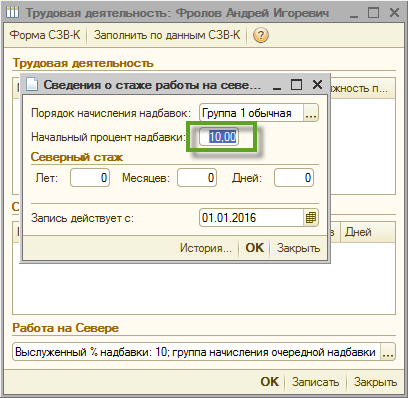 Трудовая деятельность: Фролов Андрей Игоревич
Форма СЗВ-К Заполнить по данным СЗВ-К ?
Трудовая деятельность
Сведения о стаже работы на севе...
жность п...
Порядок начисления надбавок: Группа 1 обычная ...
Начальный процент надбавки: 10,00
Северный стаж
Лет: 0 Месяцев: 0 Дней: 0
Запись действует с: 01.01.2016
в Дней
История... OK Закрыть
Работа на Севере
Выслуженный % надбавки: 10; группа начисления очередной надбавки ...
OK Записать Закрыть